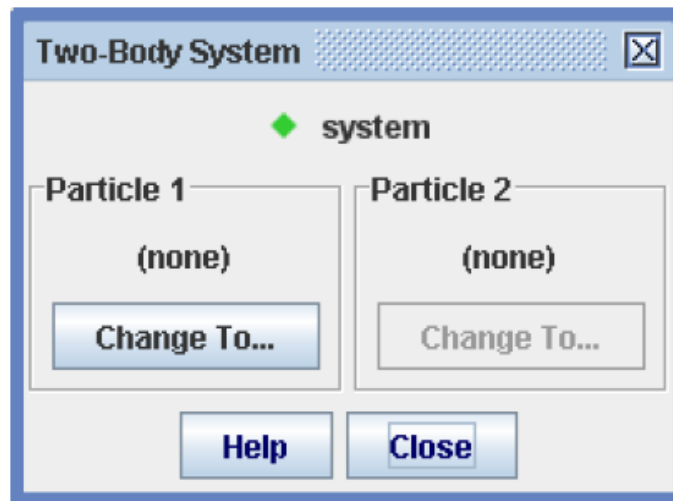 Two-Body System
system
Particle 1
Particle 2
(none)
(none)
Change To...
Change To...
Help
Close